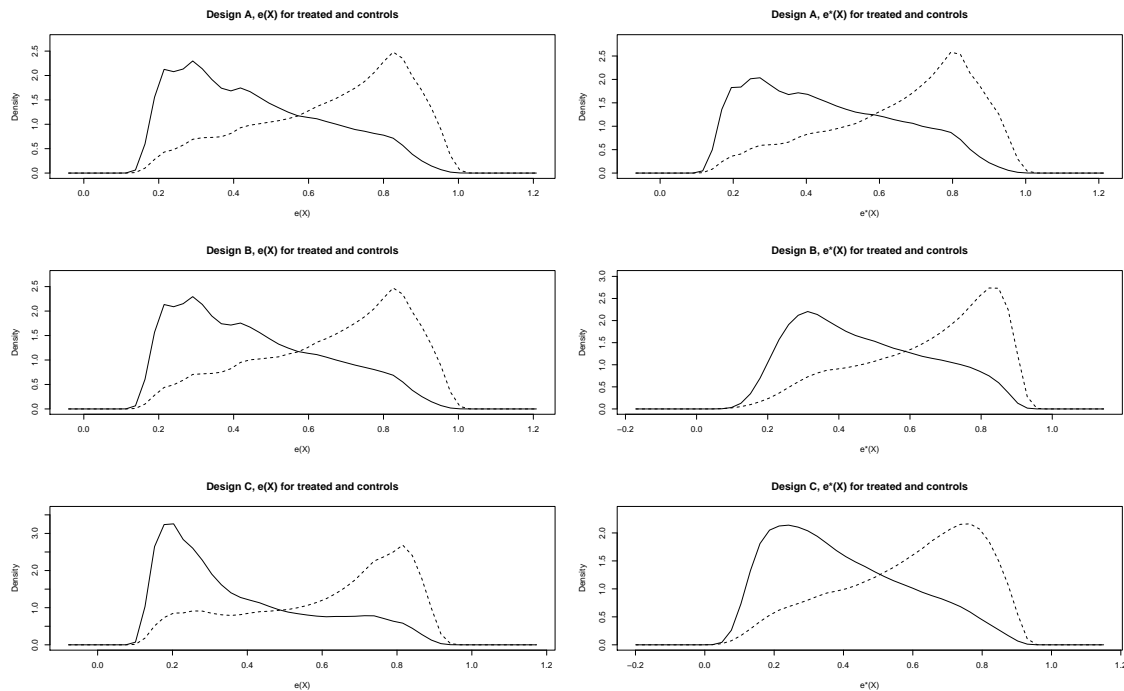 Design A, e(X) for treated and controls
Density
0.0 0.5 1.0 1.5 2.0 2.5
0.0 0.2 0.4 0.6 0.8 1.0 1.2
e(X)
Design A, e*(X) for treated and controls
Density
0.0 0.5 1.0 1.5 2.0 2.5
0.0 0.2 0.4 0.6 0.8 1.0 1.2
e*(X)
Design B, e(X) for treated and controls
Density
0.0 0.5 1.0 1.5 2.0 2.5
0.0 0.2 0.4 0.6 0.8 1.0 1.2
e(X)
Design B, e*(X) for treated and controls
Density
0.0 0.5 1.0 1.5 2.0 2.5 3.0
−0.2 0.0 0.2 0.4 0.6 0.8 1.0
e*(X)
Design C, e(X) for treated and controls
Density
0.0 1.0 2.0 3.0
0.0 0.2 0.4 0.6 0.8 1.0 1.2
e(X)
Design C, e*(X) for treated and controls
Density
0.0 0.5 1.0 1.5 2.0
−0.2 0.0 0.2 0.4 0.6 0.8 1.0 1.2
e*(X)